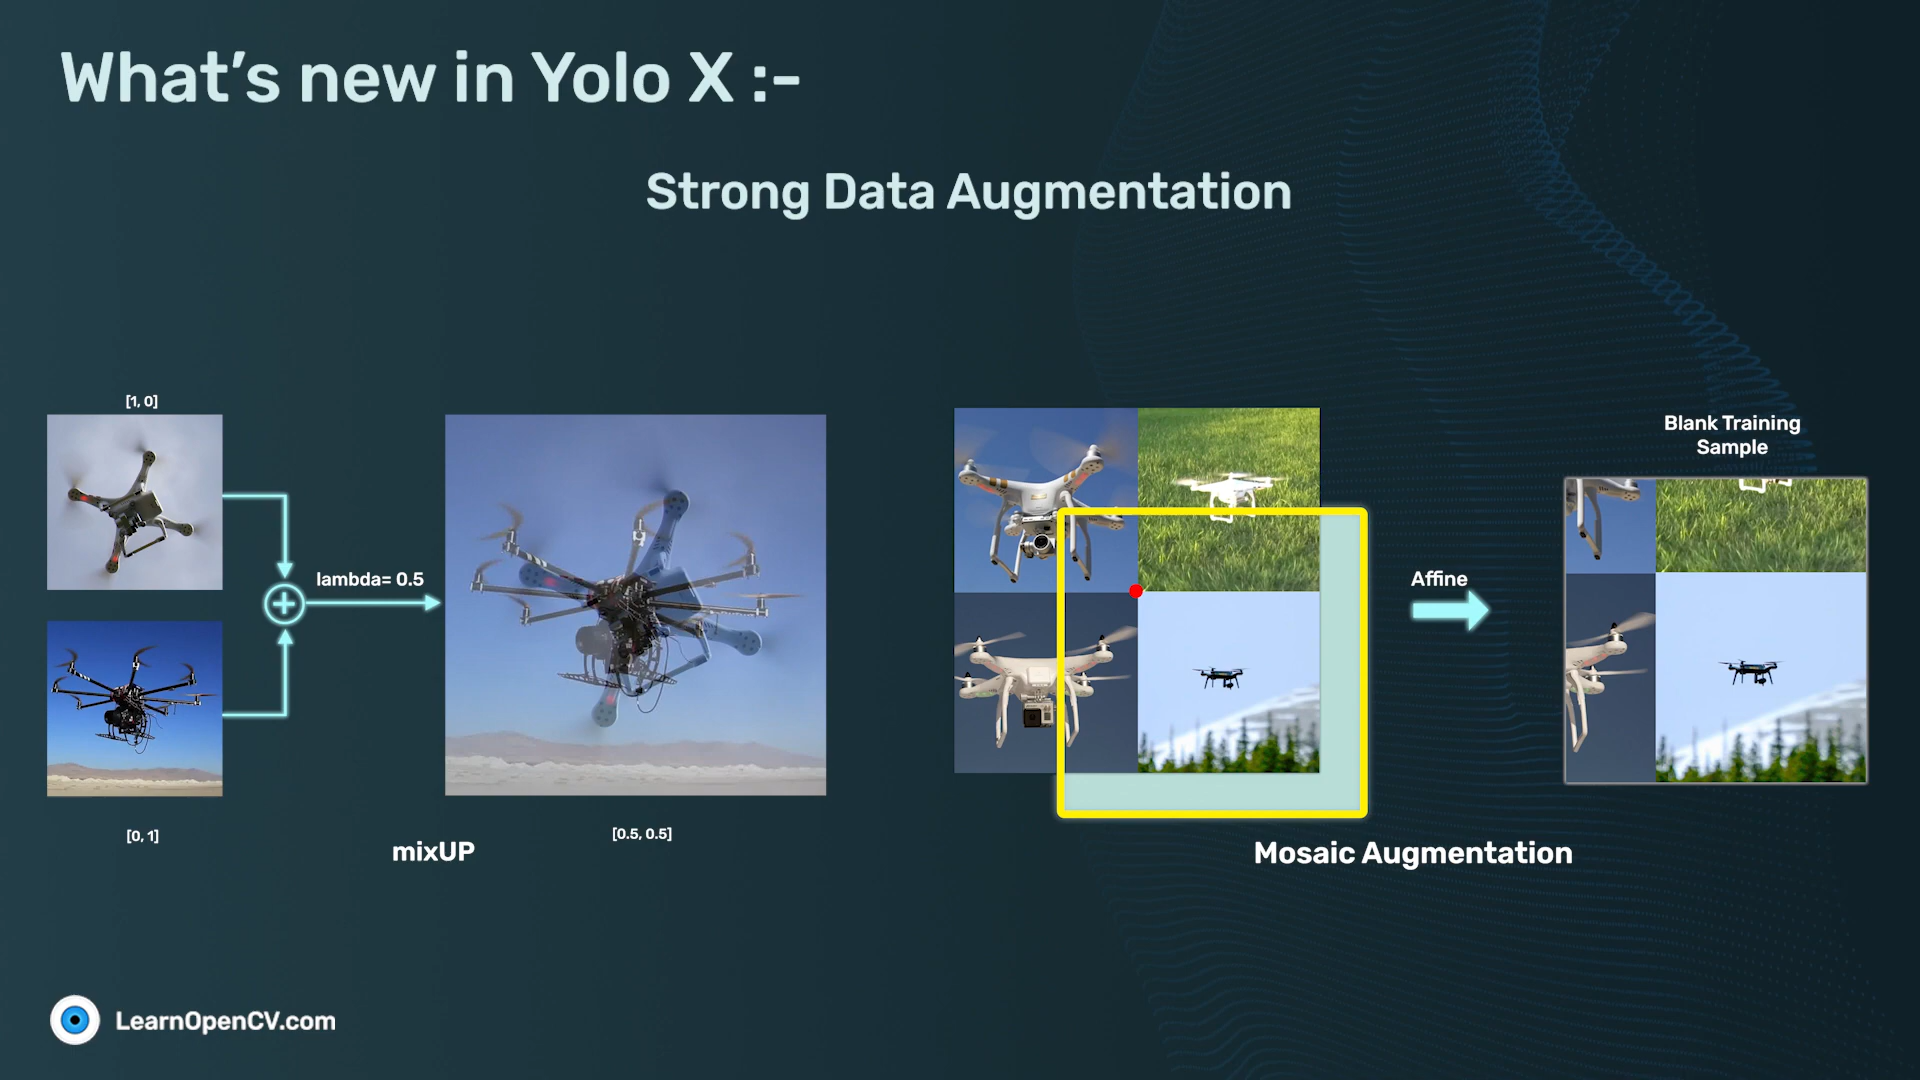 What's new in Yolo X :-
Strong Data Augmentation
[1, 0]
lambda= 0.5
[0, 1]
[0.5, 0.5]
mixUP
Affine
Blank Training
Sample
Mosaic Augmentation
LearnOpenCV.com